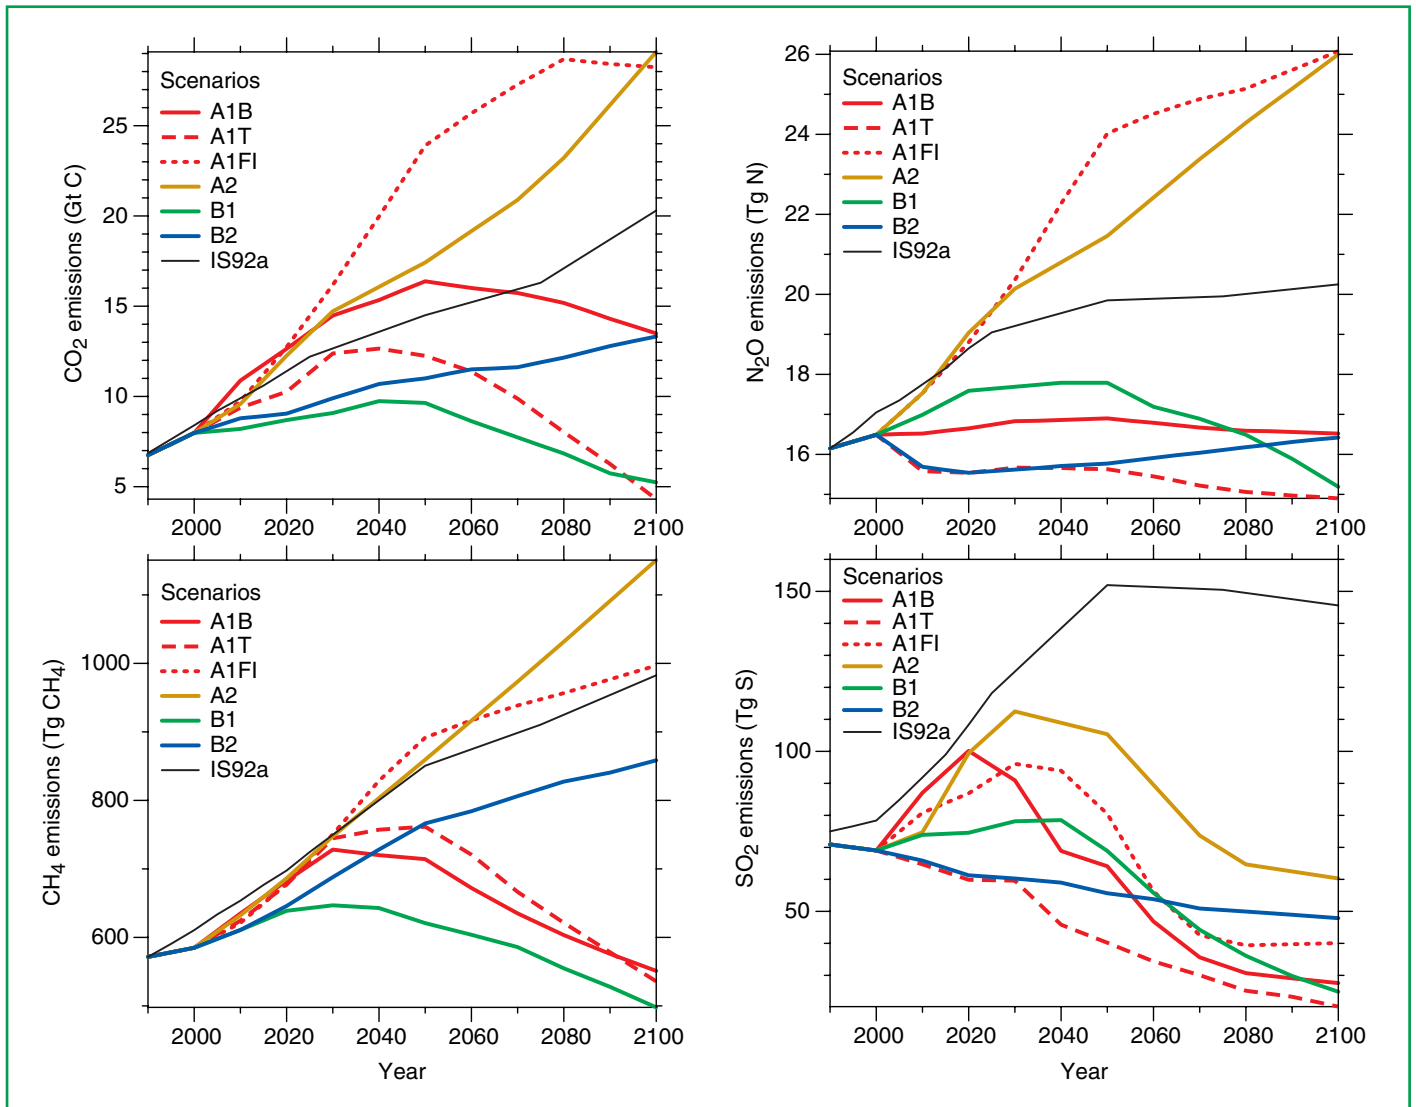 Scenarios
A1B
A1T
A1FI
A2
B1
B2
IS92a
CO2 emissions (Gt C)
25
20
15
10
5
2000 2020 2040 2060 2080 2100
Scenarios
A1B
A1T
A1FI
A2
B1
B2
IS92a
N2O emissions (Tg N)
26
24
22
20
18
16
2000 2020 2040 2060 2080 2100
Scenarios
A1B
A1T
A1FI
A2
B1
B2
IS92a
CH4 emissions (Tg CH4)
1000
800
600
2000 2020 2040 2060 2080 2100
Year
Scenarios
A1B
A1T
A1FI
A2
B1
B2
IS92a
SO2 emissions (Tg S)
150
100
50
2000 2020 2040 2060 2080 2100
Year